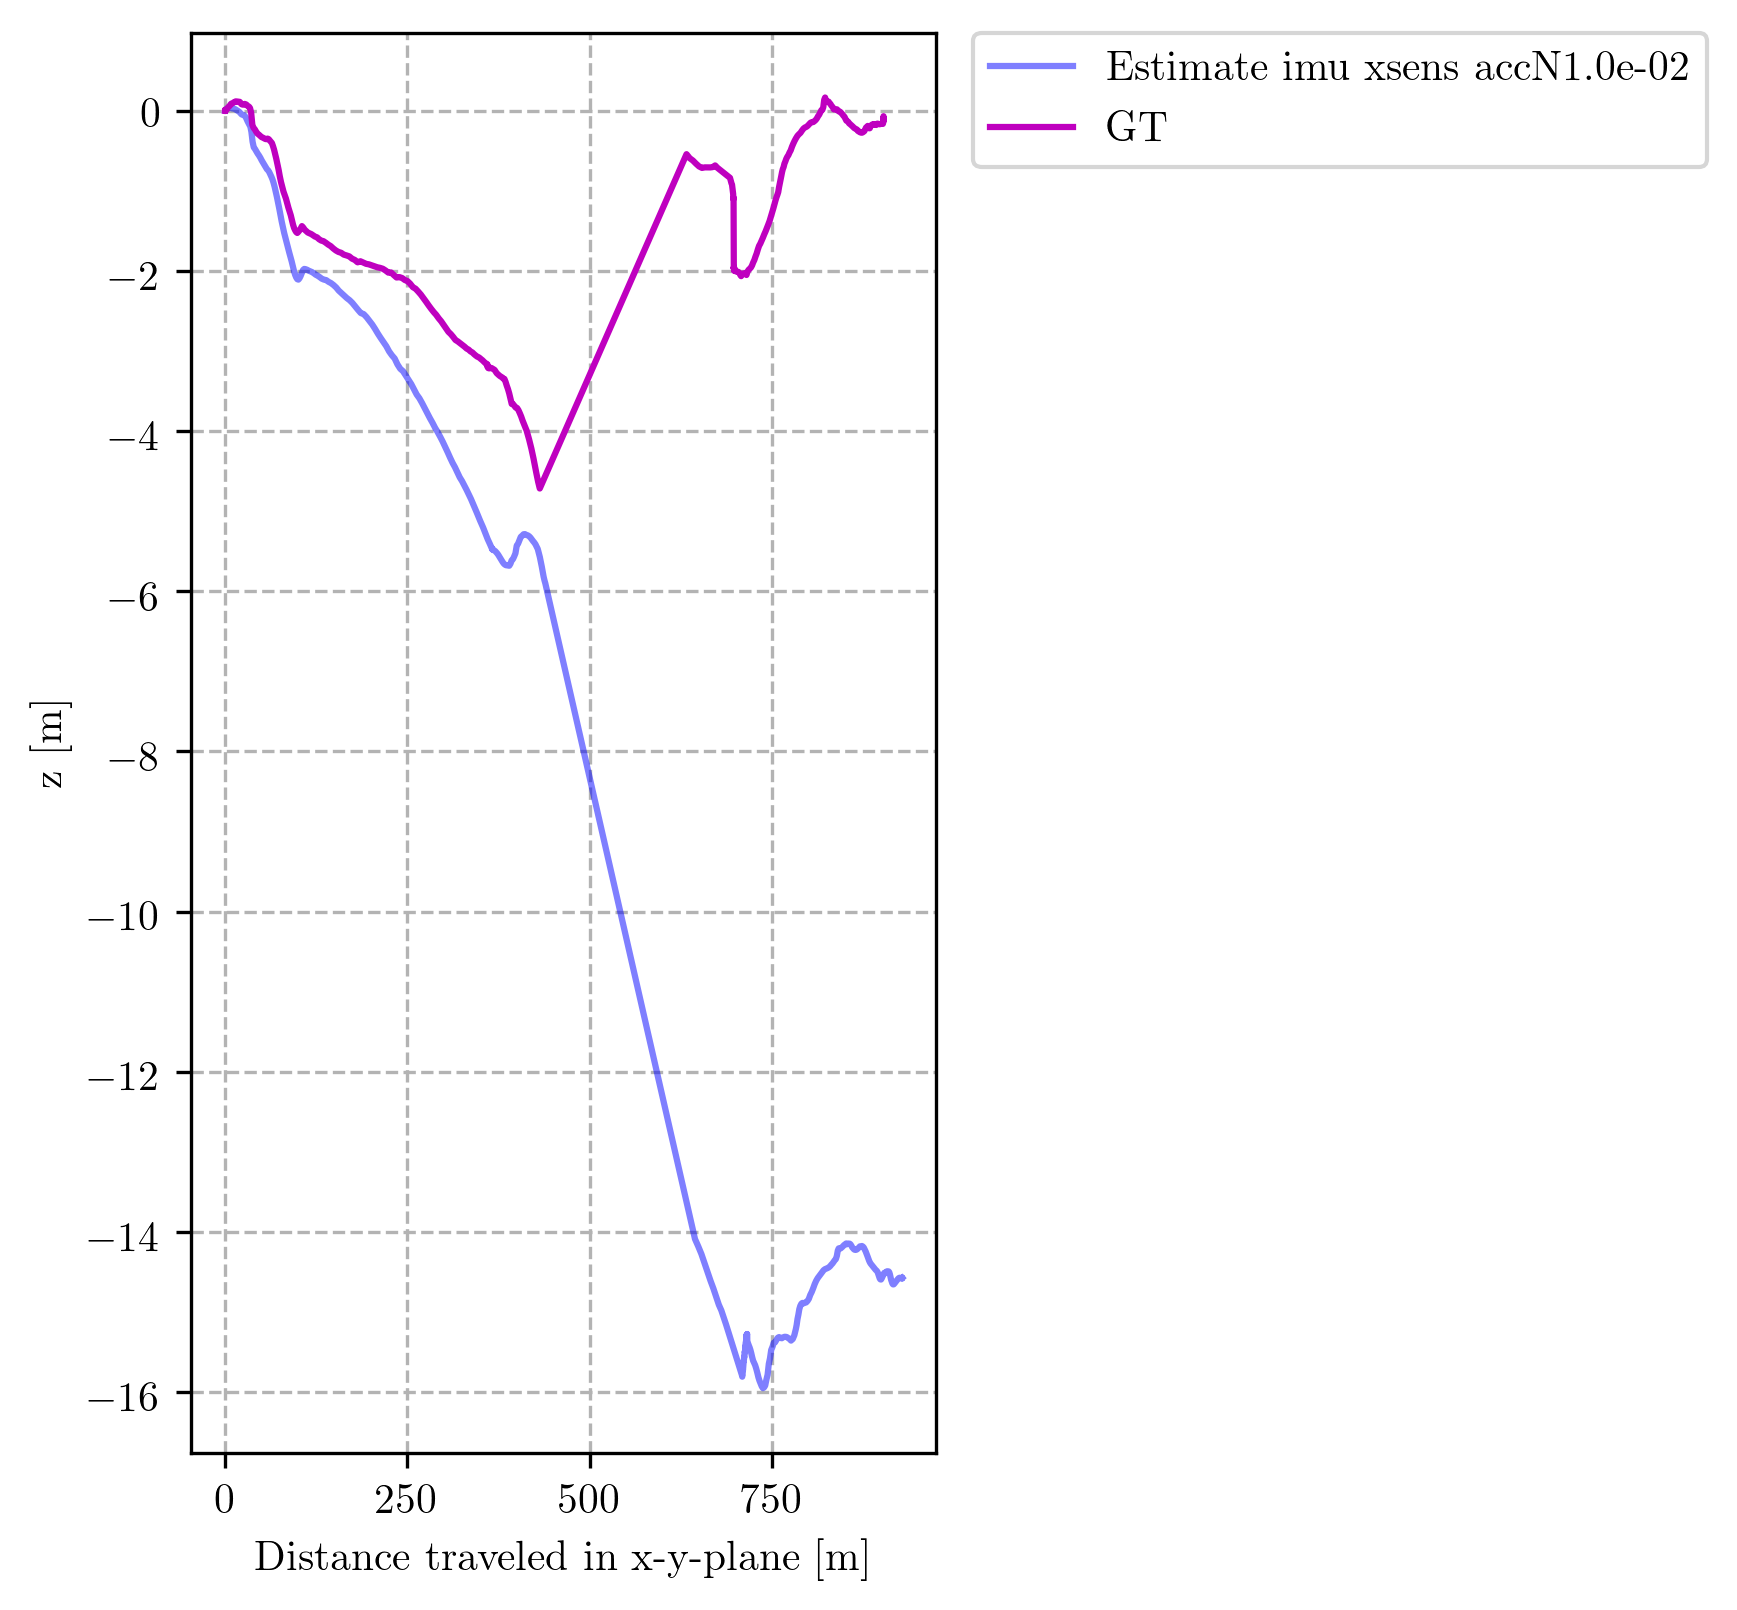 Estimate imu xsens accN1.0e-02
GT
0
−2
−4
−6
−8
−10
−12
−14
−16
z [m]
0 250 500 750
Distance traveled in x-y-plane [m]